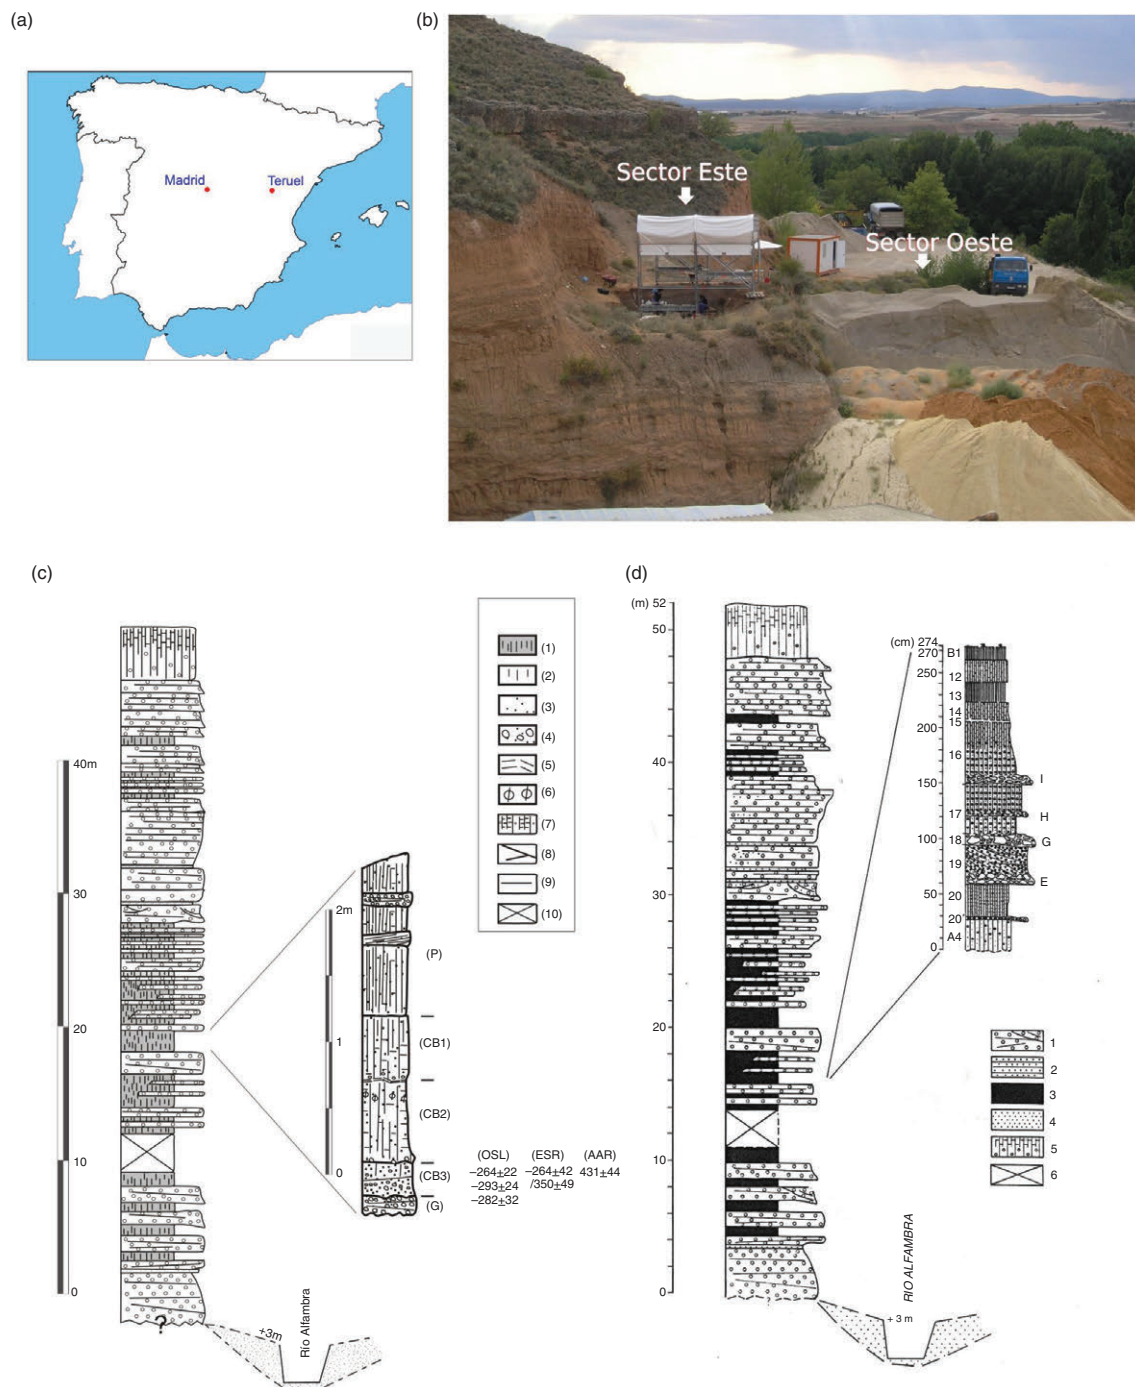 (a)
Madrid
Teruel
(b)
Sector Este
Sector Oeste
(c)
40m
30
20
10
0
?
+3m
Río Alfambra
2m
1
0
(P)
(CB1)
(CB2)
(CB3)
(G)
(1)
(2)
(3)
(4)
(5)
(6)
(7)
(8)
(9)
(10)
(OSL) (ESR) (AAR)
–264±22 –264±42 431±44
–293±24 /350±49
–282±32
(d)
(m) 52
50
40
30
20
10
0
RIO ALFAMBRA
+ 3 m
(cm) 274
270
250
200
150
100
50
0
B1
12
13
14
15
16
17
18
19
20
20'
A4
I
H
G
E
1
2
3
4
5
6